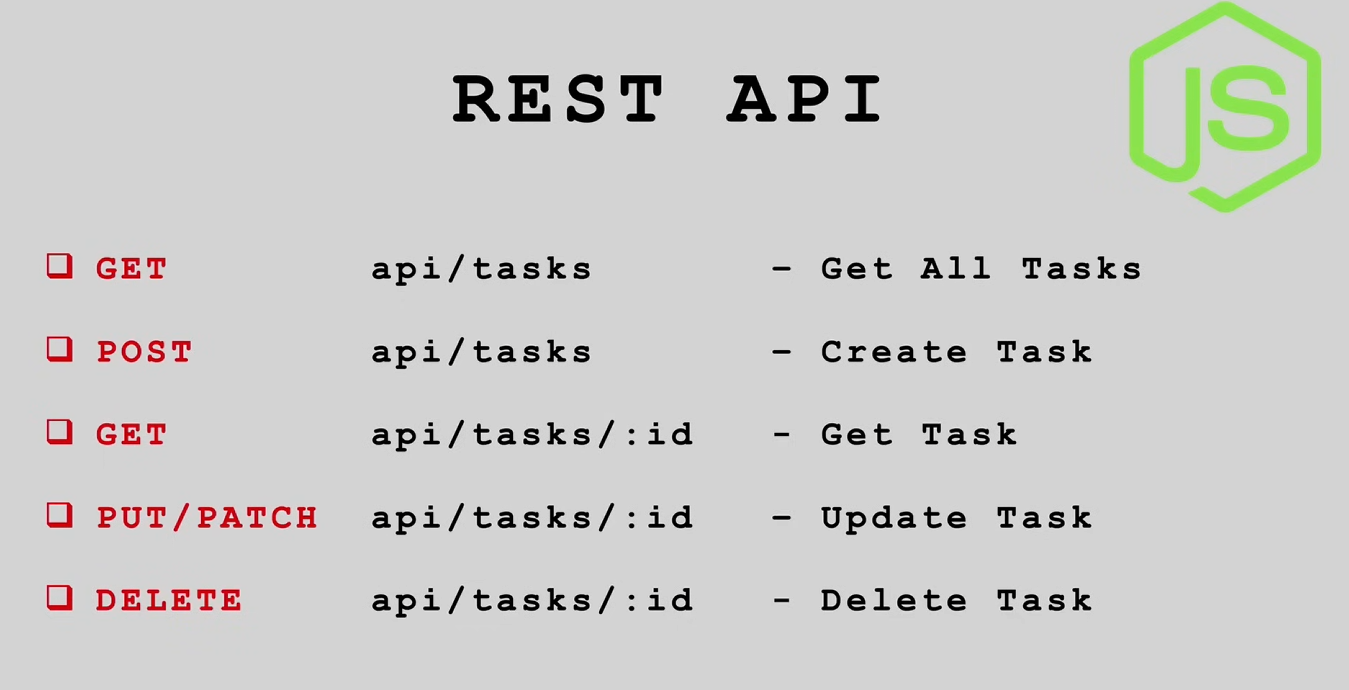 REST API
JS
❑ GET api/tasks - Get All Tasks
❑ POST api/tasks - Create Task
❑ GET api/tasks/:id - Get Task
❑ PUT/PATCH api/tasks/:id - Update Task
❑ DELETE api/tasks/:id - Delete Task